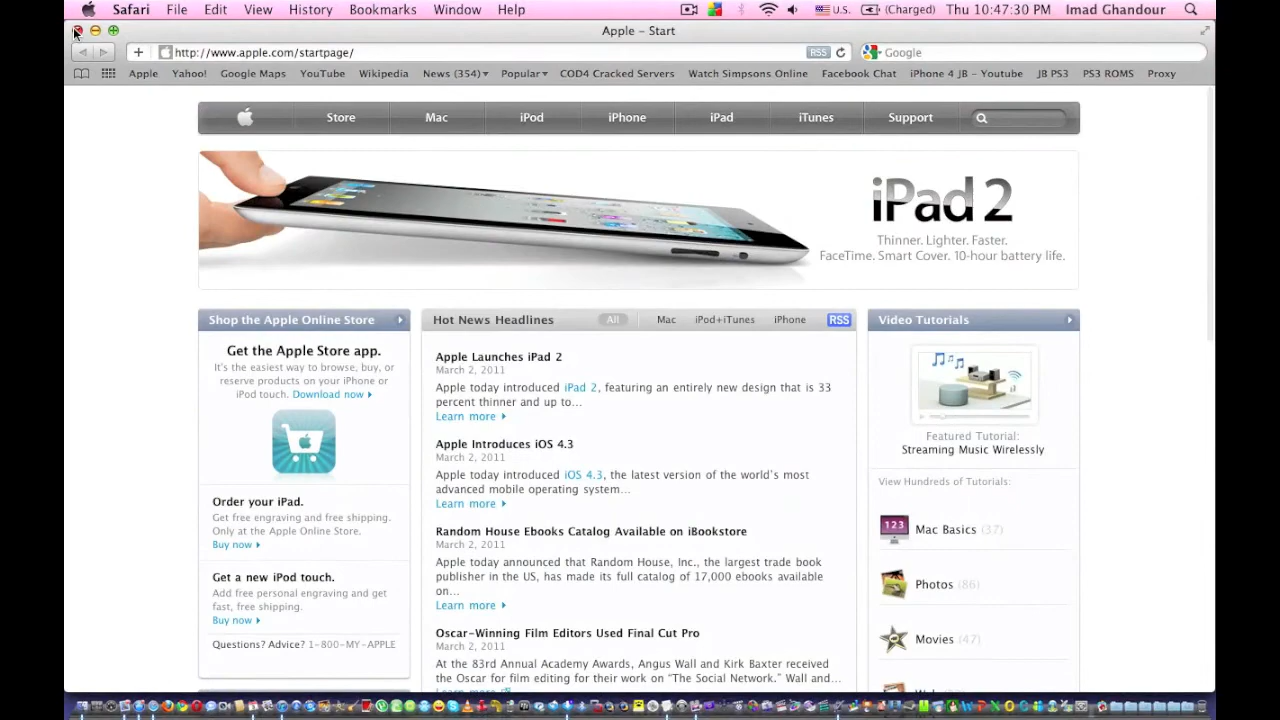 Safari File Edit View History Bookmarks Window Help U.S. (Charged) Thu 10:47:30 PM Imad Ghandour
Apple – Start
http://www.apple.com/startpage/ RSS Google
Apple Yahoo! Google Maps YouTube Wikipedia News (354) Popular COD4 Cracked Servers Watch Simpsons Online Facebook Chat iPhone 4 JB - Youtube JB PS3 PS3 ROMS Proxy
Store Mac iPod iPhone iPad iTunes Support
iPad 2
Thinner. Lighter. Faster.
FaceTime. Smart Cover. 10-hour battery life.
Shop the Apple Online Store
Get the Apple Store app.
It's the easiest way to browse, buy, or
reserve products on your iPhone or
iPod touch. Download now
Order your iPad.
Get free engraving and free shipping.
Only at the Apple Online Store.
Buy now
Get a new iPod touch.
Add free personal engraving and get
fast, free shipping.
Buy now
Questions? Advice? 1-800-MY-APPLE
Hot News Headlines All Mac iPod+iTunes iPhone RSS
Apple Launches iPad 2
March 2, 2011
Apple today introduced iPad 2, featuring an entirely new design that is 33
percent thinner and up to…
Learn more
Apple Introduces iOS 4.3
March 2, 2011
Apple today introduced iOS 4.3, the latest version of the world's most
advanced mobile operating system…
Learn more
Random House Ebooks Catalog Available on iBookstore
March 2, 2011
Apple today announced that Random House, Inc., the largest trade book
publisher in the US, has made its full catalog of 17,000 ebooks available
on…
Learn more
Oscar-Winning Film Editors Used Final Cut Pro
March 2, 2011
At the 83rd Annual Academy Awards, Angus Wall and Kirk Baxter received
the Oscar for film editing for their work on “The Social Network.” Wall and…
Learn more
Video Tutorials
Featured Tutorial:
Streaming Music Wirelessly
View Hundreds of Tutorials:
123
Mac Basics (37)
Photos (86)
Movies (47)